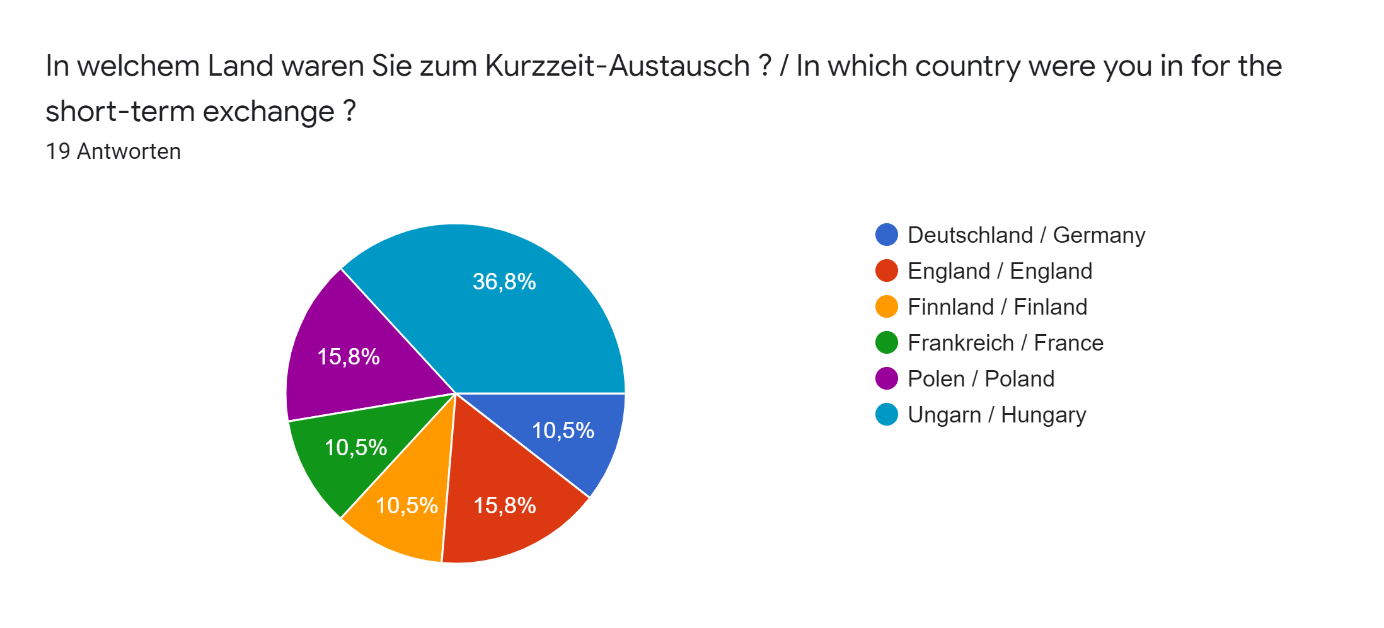 In welchem Land waren Sie zum Kurzzeit-Austausch ? / In which country were you in for the
short-term exchange ?
19 Antworten
36,8%
15,8%
10,5%
10,5%
15,8%
10,5%
Deutschland / Germany
England / England
Finnland / Finland
Frankreich / France
Polen / Poland
Ungarn / Hungary